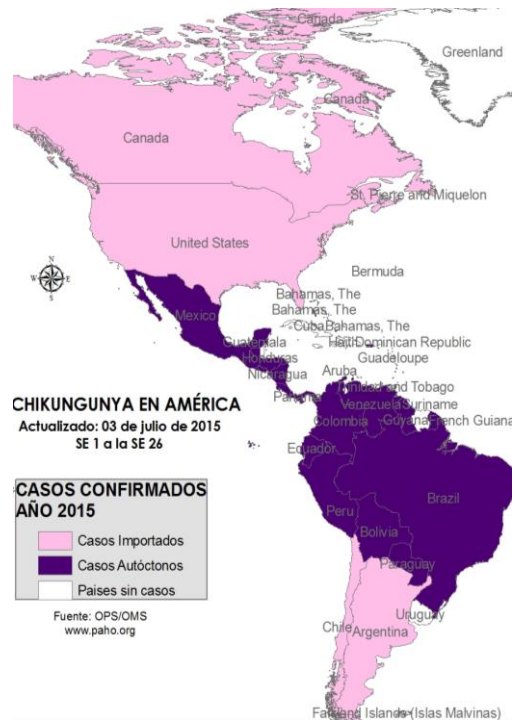 Canada
Greenland
Canada
Canada
St. Pierre and Miquelon
United States
Bermuda
N
W E
S
Bahamas, The
Bahamas, The
Mexico
Cuba
Bahamas, The
Guatemala
Haiti
Dominican Republic
Honduras
Guadeloupe
Nicaragua
Aruba
Trinidad and Tobago
Panama
Venezuela
Suriname
CHIKUNGUNYA EN AMÉRICA
Colombia
Guyana
French Guiana
Actualizado: 03 de julio de 2015
SE 1 a la SE 26
Ecuador
CASOS CONFIRMADOS
AÑO 2015
Brazil
Peru
Casos Importados
Bolivia
Casos Autóctonos
Paraguay
Paises sin casos
Fuente: OPS/OMS
www.paho.org
Uruguay
Chile
Argentina
Falkland Islands (Islas Malvinas)